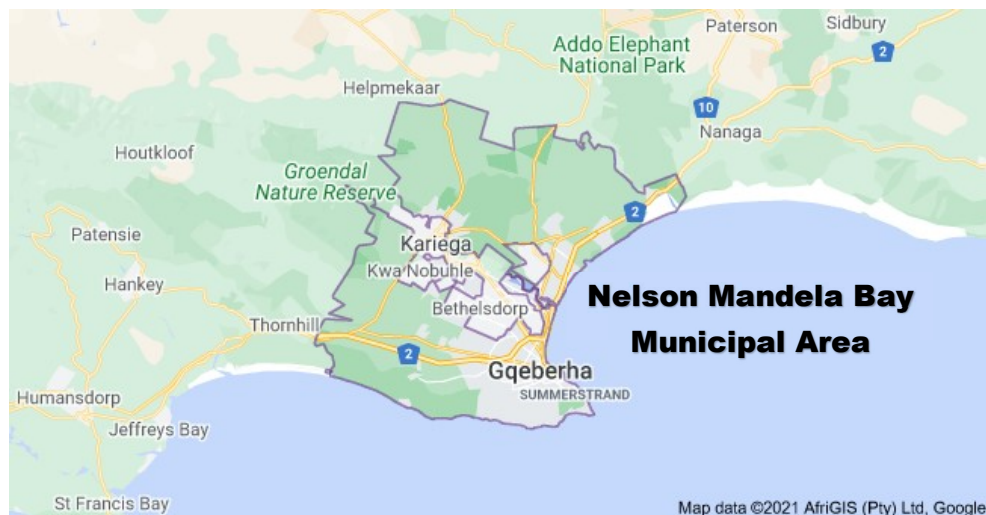 Paterson
Sidbury
Addo Elephant
National Park
2
Helpmekaar
10
Nanaga
Houtkloof
Groendal
Nature Reserve
2
Patensie
Kariega
Kwa Nobuhle
Hankey
Bethelsdorp
Nelson Mandela Bay
Municipal Area
Thornhill
2
Gqeberha
SUMMERSTRAND
Humansdorp
Jeffreys Bay
St Francis Bay
Map data ©2021 AfriGIS (Pty) Ltd, Google